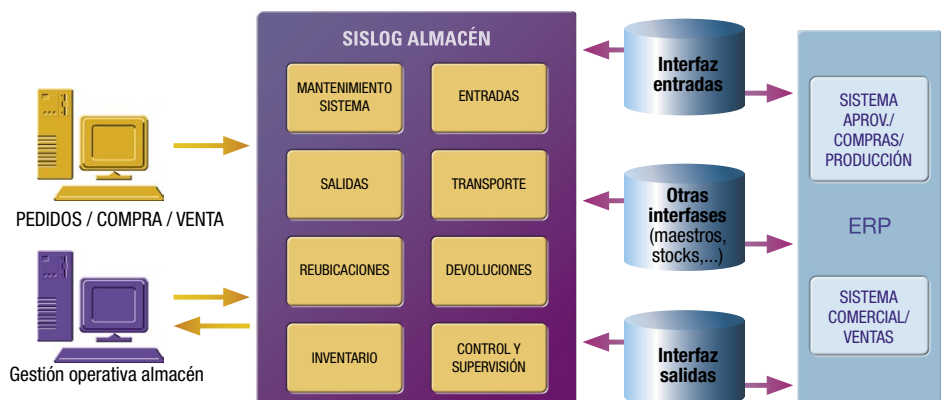 SISLOG ALMACÉN
MANTENIMIENTO
SISTEMA
ENTRADAS
SALIDAS
TRANSPORTE
REUBICACIONES
DEVOLUCIONES
INVENTARIO
CONTROL Y
SUPERVISIÓN
PEDIDOS / COMPRA / VENTA
Gestión operativa almacén
Interfaz
entradas
Otras
interfases
(maestros,
stocks,...)
Interfaz
salidas
SISTEMA
APROV./
COMPRAS/
PRODUCCIÓN
ERP
SISTEMA
COMERCIAL/
VENTAS